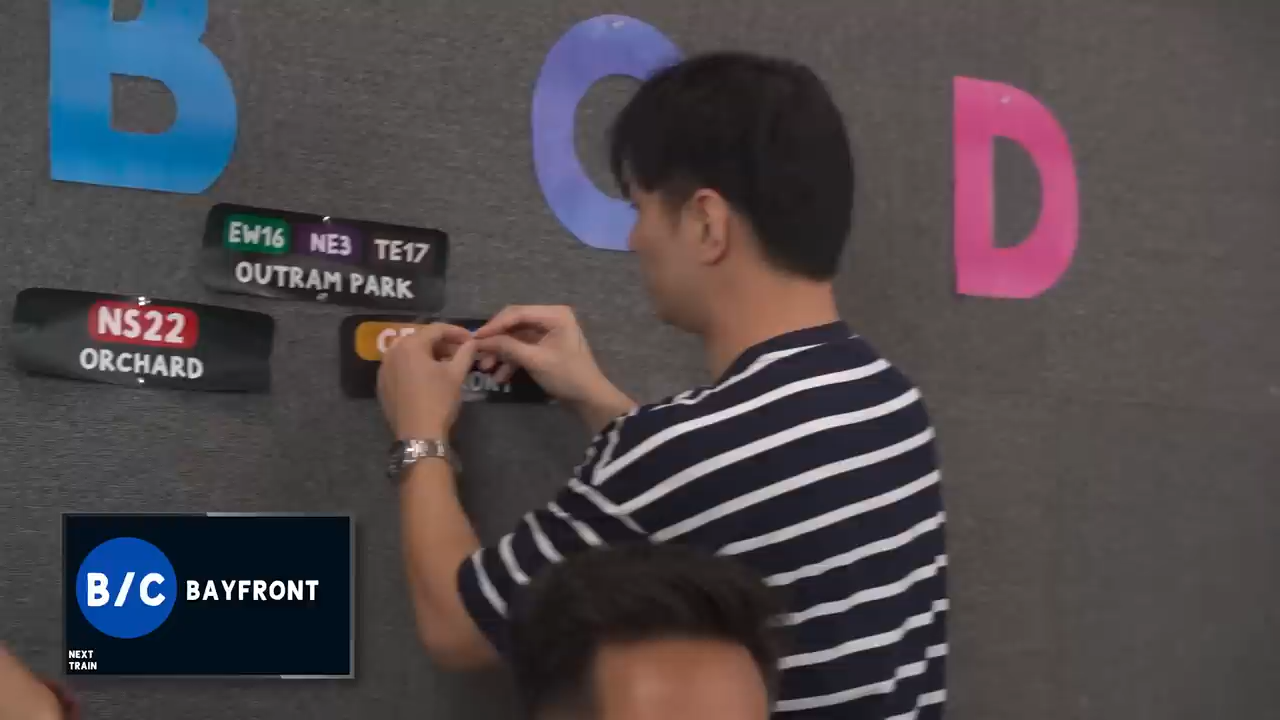 B
C
D
EW16 NE3 TE17
OUTRAM PARK
NS22
ORCHARD
B/C BAYFRONT
NEXT
TRAIN